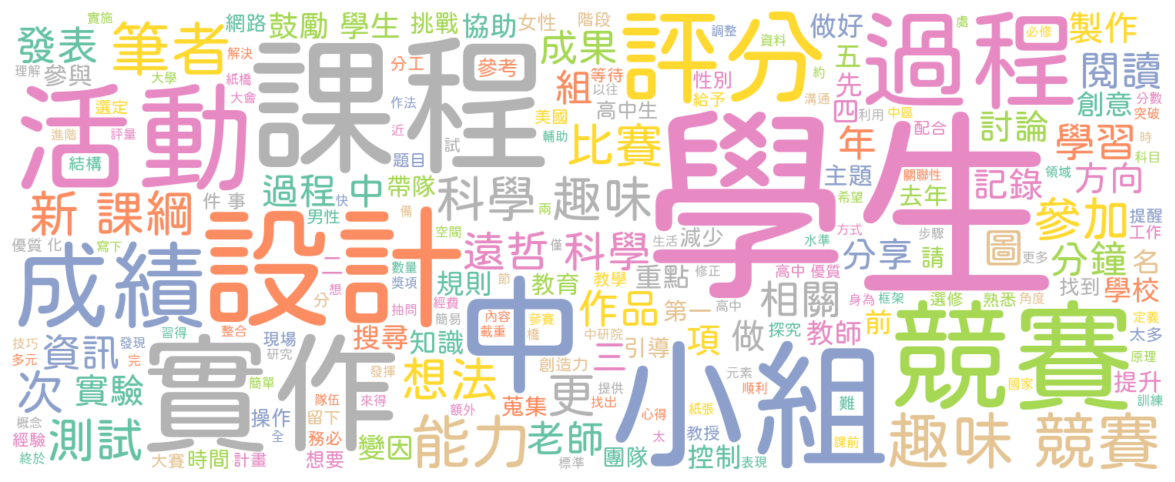 實施
發表
筆者
網路
鼓勵 學生
挑戰
協助
女性
階段
成果
評分
調整
資料
做好
過程
必修
處
製作
理解
參與
大學
解決
紙橋
分工
參考
組
等待
以往
性別
給予
約
溝通
五
先
四
利用
中區
閱讀
創意
分數
突破
活動
選定
進階
評量
結構
大會
課程
作法
近
試
題目
高中生
美國
輔助
比賽
學生
年
配合
討論
學習
時
科目
新 課綱
件 事
過程 中
男性
快
帶隊
備
科學 趣味
兩
主題
希望
關聯性
去年
記錄
領域
方向
提醒
工作
優質 化
寫下
成績
設計
二
想
數量
獎項
分
空間
遠哲 科學
僅
生活
減少
水準
方式
分享
步驟
請
圖
更多
參加
分鐘
名
規則
節
教育
教學
重點
修正
高中 優質
相關
身為
框架
選修
熟悉
角度
找到
學校
定義
太多
技巧
多元
資訊
發現
完
習得
整合
現場
研究
抽問
經費
簡易
搜尋
知識
中
內容
載重
參賽
橋
中研院
作品
第一
高中
做
探究
教師
前
競賽
原理
次
實驗
實作
簡單
發揮
想法
創造力
三
引導
項
元素
順利
國家
提升
訓練
概念
經驗
終於
測試
操作
全
隊伍
留下
務必
來得
額外
能力
蒐集
更
提供
找出
心得
紙張
小組
難
趣味 競賽
大賽
時間
計畫
想要
變因
老師
標準
團隊
太
教授
控制
表現
課前